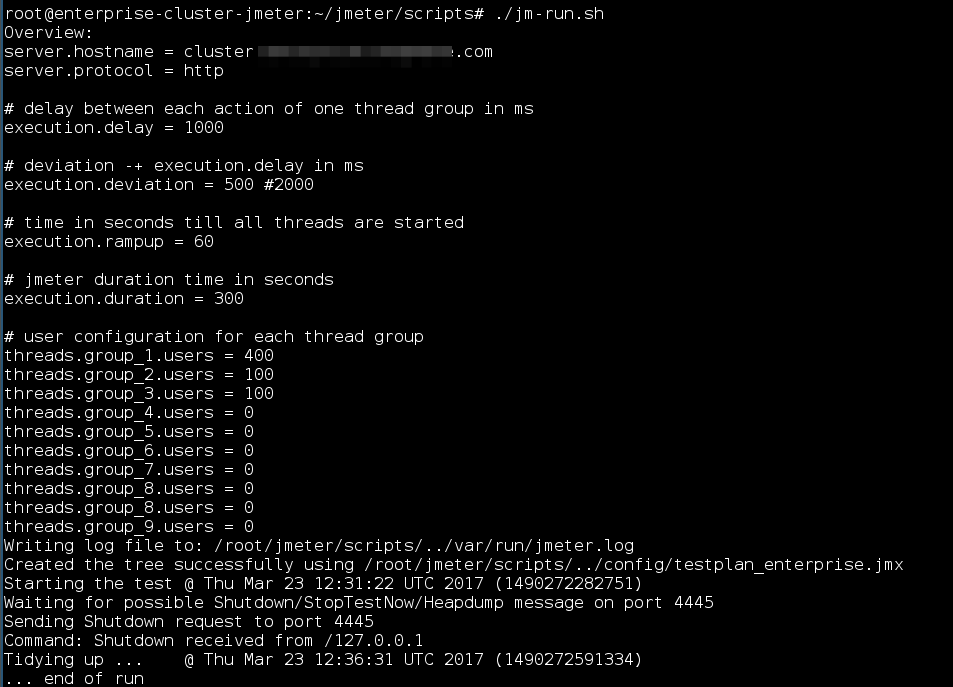 root@enterprise-cluster-jmeter:~/jmeter/scripts# ./jm-run.sh
Overview:
server.hostname = cluster .com
server.protocol = http
# delay between each action of one thread group in ms
execution.delay = 1000
# deviation -+ execution.delay in ms
execution.deviation = 500 #2000
# time in seconds till all threads are started
execution.rampup = 60
# jmeter duration time in seconds
execution.duration = 300
# user configuration for each thread group
threads.group_1.users = 400
threads.group_2.users = 100
threads.group_3.users = 100
threads.group_4.users = 0
threads.group_5.users = 0
threads.group_6.users = 0
threads.group_7.users = 0
threads.group_8.users = 0
threads.group_8.users = 0
threads.group_9.users = 0
Writing log file to: /root/jmeter/scripts/../var/run/jmeter.log
Created the tree successfully using /root/jmeter/scripts/../config/testplan_enterprise.jmx
Starting the test @ Thu Mar 23 12:31:22 UTC 2017 (1490272282751)
Waiting for possible Shutdown/StopTestNow/Heapdump message on port 4445
Sending Shutdown request to port 4445
Command: Shutdown received from /127.0.0.1
Tidying up ...    @ Thu Mar 23 12:36:31 UTC 2017 (1490272591334)
... end of run